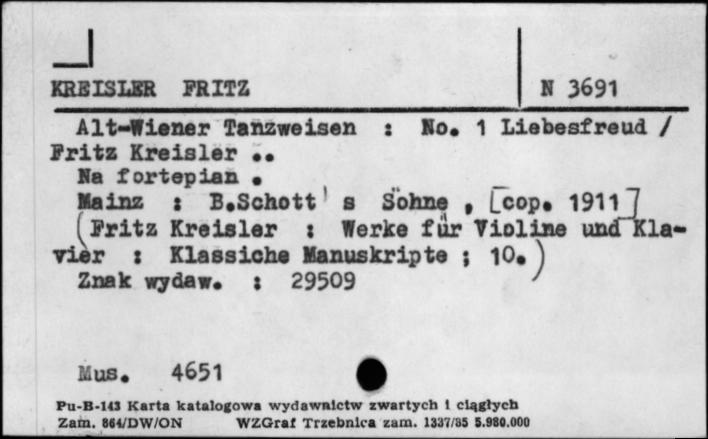 KREISLER FRITZ N 3691
Alt-Wiener Tanzweisen : No. 1 Liebesfreud /
Fritz Kreisler ..
Na fortepian .
Mainz : B.Schott's Söhne , [cop. 1911]
(Fritz Kreisler : Werke für Violine und Kla-
vier : Klassiche Manuskripte ; 10.)
Znak wydaw. : 29509
Mus. 4651
Pu-B-143 Karta katalogowa wydawnictw zwartych i ciągłych
Zam. 864/DW/ON WZGraf Trzebnica zam. 1337/85 5.980.000